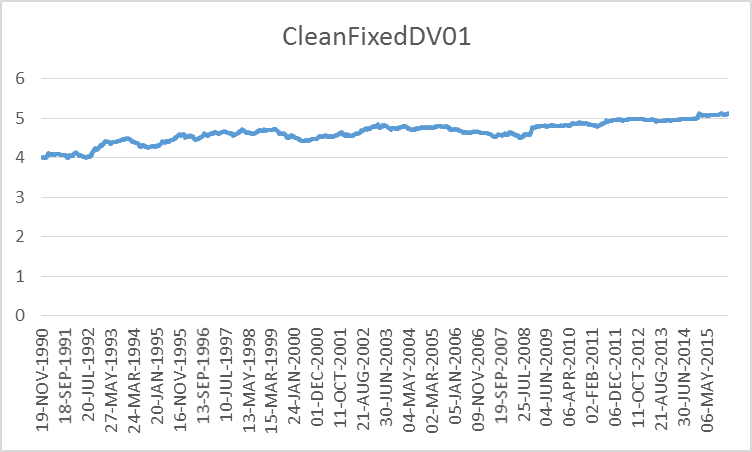 CleanFixedDV01
6
5
4
3
2
1
0
19-NOV-1990
18-SEP-1991
20-JUL-1992
27-MAY-1993
24-MAR-1994
20-JAN-1995
16-NOV-1995
13-SEP-1996
10-JUL-1997
13-MAY-1998
15-MAR-1999
24-JAN-2000
01-DEC-2000
11-OCT-2001
21-AUG-2002
30-JUN-2003
04-MAY-2004
02-MAR-2005
05-JAN-2006
09-NOV-2006
19-SEP-2007
25-JUL-2008
04-JUN-2009
06-APR-2010
02-FEB-2011
06-DEC-2011
11-OCT-2012
21-AUG-2013
30-JUN-2014
06-MAY-2015